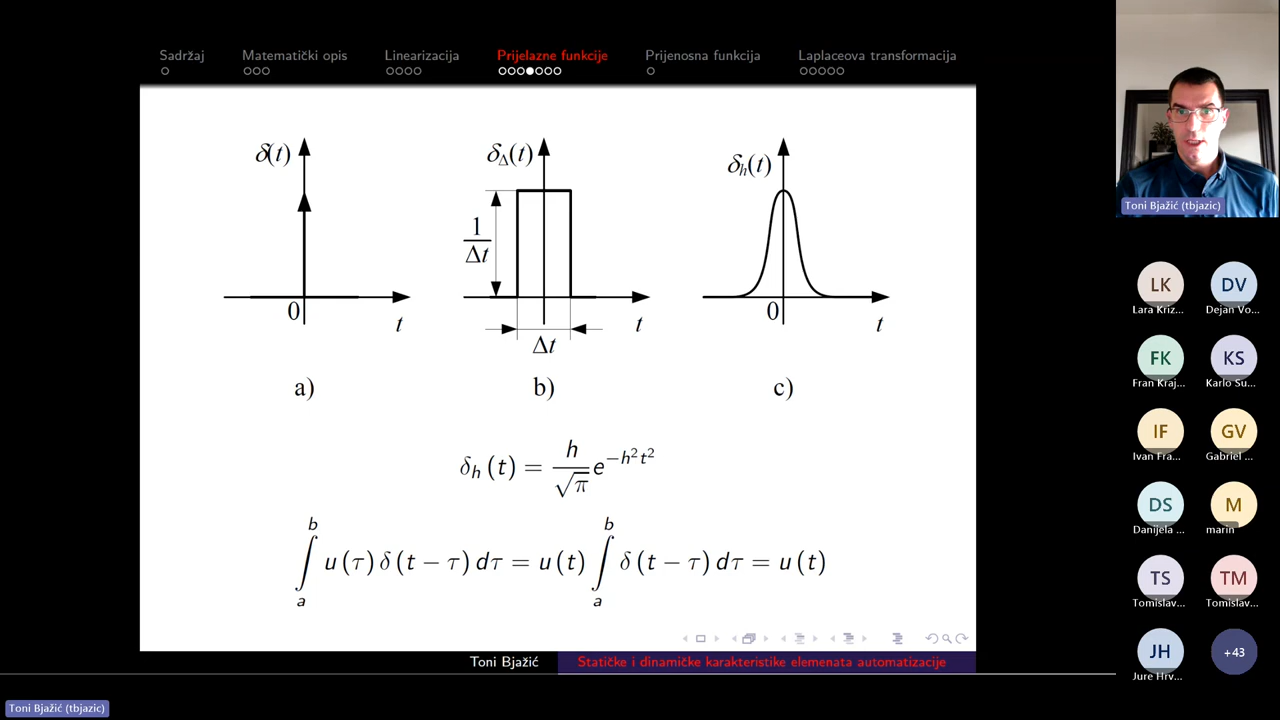 Sadržaj Matematički opis Linearizacija Prijelazne funkcije Prijenosna funkcija Laplaceova transformacija
δ(t) δ_Δ(t) δ_h(t)
1/Δt
0 t t 0 t
Δt
a) b) c)
δ_h (t) = h/√π e^{-h²t²}
∫_a^b u (τ) δ (t − τ) dτ = u (t) ∫_a^b δ (t − τ) dτ = u (t)
Toni Bjažić Statičke i dinamičke karakteristike elemenata automatizacije
Toni Bjažić (tbjazic)
Toni Bjažić (tbjazic)
LK DV
Lara Kriz... Dejan Vo...
FK KS
Fran Kraj... Karlo Su...
IF GV
Ivan Fra... Gabriel ...
DS M
Danijela ... marin
TS TM
Tomislav... Tomislav...
JH +43
Jure Hrv...